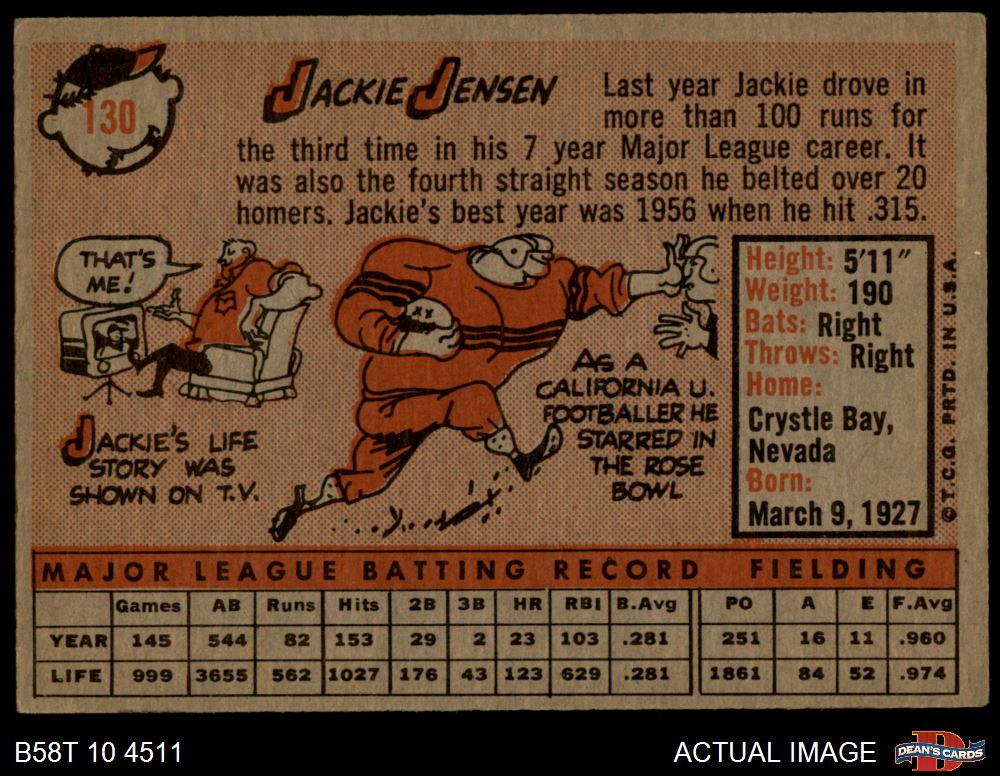 130
JACKIE JENSEN
Last year Jackie drove in
more than 100 runs for
the third time in his 7 year Major League career. It
was also the fourth straight season he belted over 20
homers. Jackie's best year was 1956 when he hit .315.
THAT'S
ME!
JACKIE'S LIFE
STORY WAS
SHOWN ON T.V.
XX
AS A
CALIFORNIA U.
FOOTBALLER HE
STARRED IN
THE ROSE
BOWL
Height: 5'11"
Weight: 190
Bats: Right
Throws: Right
Home:
Crystle Bay,
Nevada
Born:
March 9, 1927
© T.C.G. PRTD. IN U.S.A.
MAJOR LEAGUE BATTING RECORD FIELDING
Games AB Runs Hits 2B 3B HR RBI B.Avg PO A E F.Avg
YEAR 145 544 82 153 29 2 23 103 .281 251 16 11 .960
LIFE 999 3655 562 1027 176 43 123 629 .281 1861 84 52 .974
B58T 10 4511
ACTUAL IMAGE
DEAN'S CARDS